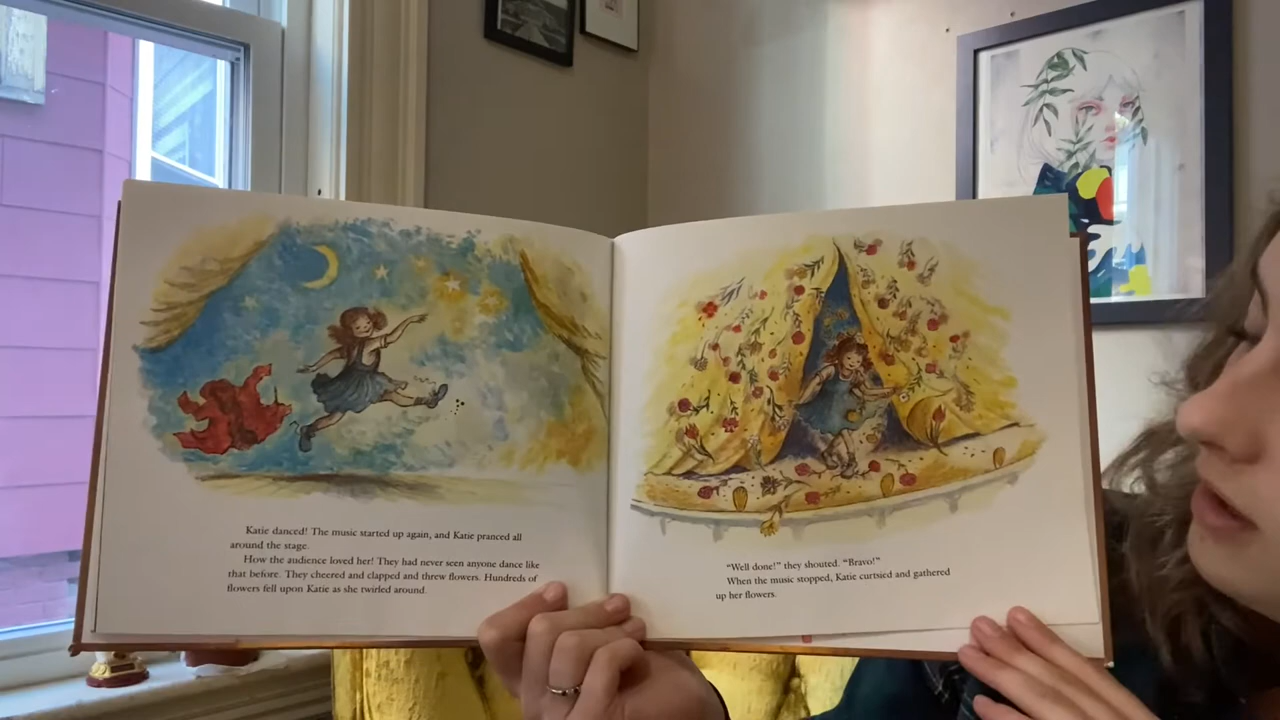 Katie danced! The music started up again, and Katie pranced all
around the stage.
How the audience loved her! They had never seen anyone dance like
that before. They cheered and clapped and threw flowers. Hundreds of
flowers fell upon Katie as she twirled around.
"Well done!" they shouted. "Bravo!"
When the music stopped, Katie curtsied and gathered
up her flowers.